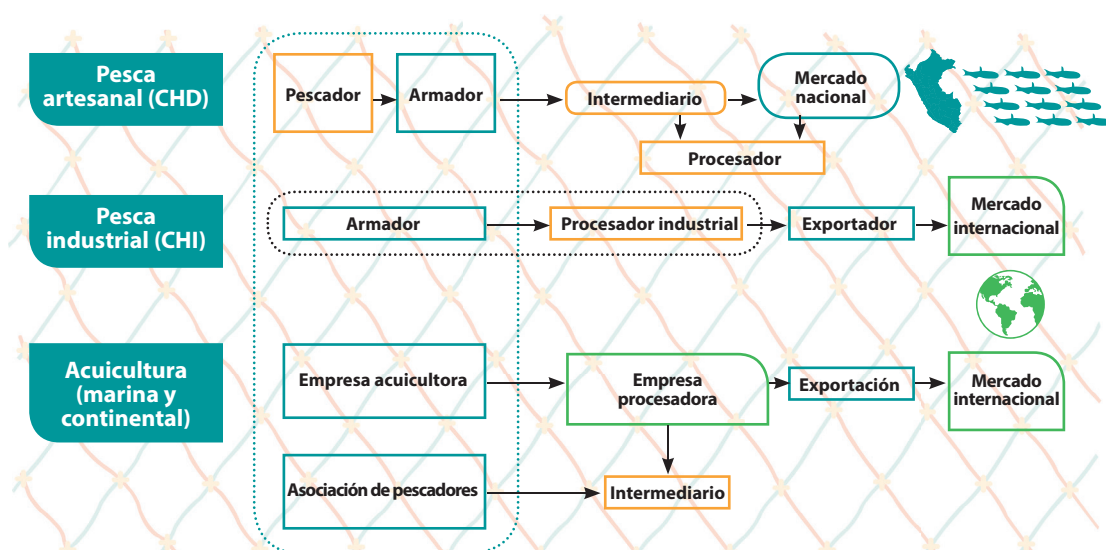 Pesca
artesanal (CHD)
Pescador
Armador
Intermediario
Mercado
nacional
Procesador
Pesca
industrial (CHI)
Armador
Procesador industrial
Exportador
Mercado
internacional
Acuicultura
(marina y
continental)
Empresa acuicultora
Empresa
procesadora
Exportación
Mercado
internacional
Asociación de pescadores
Intermediario